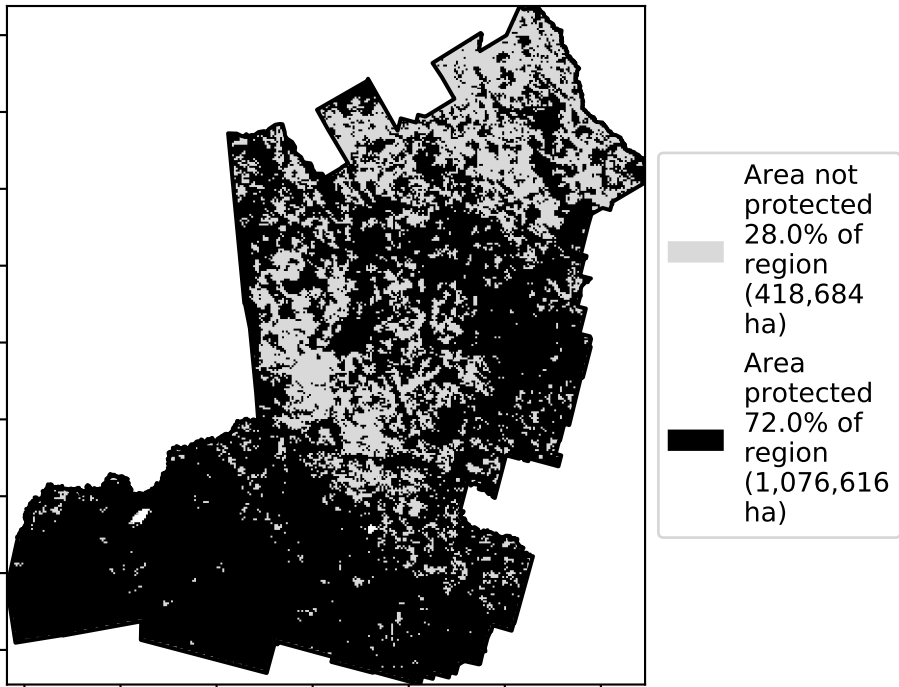 Area not
protected
28.0% of
region
(418,684
ha)
Area
protected
72.0% of
region
(1,076,616
ha)